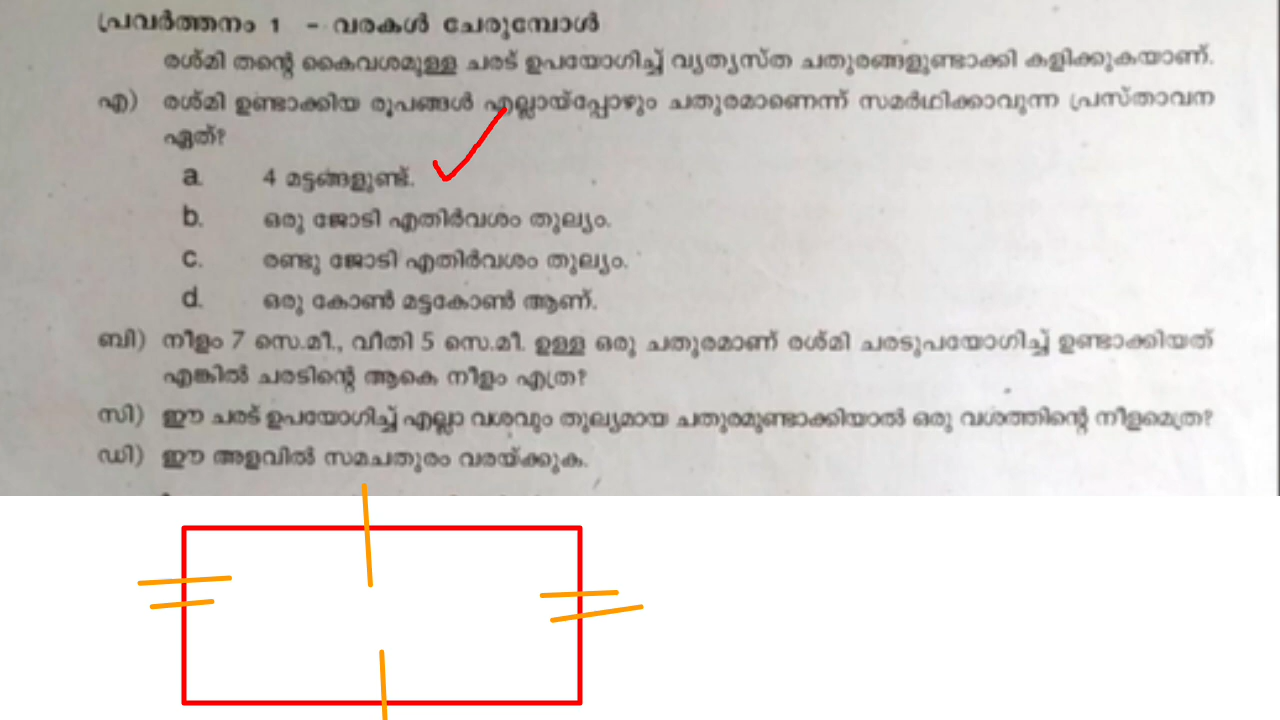 പ്രവർത്തനം 1 - വരകൾ ചേരുമ്പോൾ
രശ്മി തന്റെ കൈവശമുള്ള ചരട് ഉപയോഗിച്ച് വ്യത്യസ്ത ചതുരങ്ങളുണ്ടാക്കി കളിക്കുകയാണ്.
എ) രശ്മി ഉണ്ടാക്കിയ രൂപങ്ങൾ എല്ലായ്പ്പോഴും ചതുരമാണെന്ന് സമർഥിക്കാവുന്ന പ്രസ്താവന
ഏത്?
a. 4 മട്ടങ്ങളുണ്ട്.
b. ഒരു ജോടി എതിർവശം തുല്യം.
c. രണ്ടു ജോടി എതിർവശം തുല്യം.
d. ഒരു കോൺ മട്ടകോൺ ആണ്.
ബി) നീളം 7 സെ.മീ., വീതി 5 സെ.മീ. ഉള്ള ഒരു ചതുരമാണ് രശ്മി ചരടുപയോഗിച്ച് ഉണ്ടാക്കിയത്
എങ്കിൽ ചരടിന്റെ ആകെ നീളം എത്ര?
സി) ഈ ചരട് ഉപയോഗിച്ച് എല്ലാ വശവും തുല്യമായ ചതുരമുണ്ടാക്കിയാൽ ഒരു വശത്തിന്റെ നീളമെത്ര?
ഡി) ഈ അളവിൽ സമചതുരം വരയ്ക്കുക.